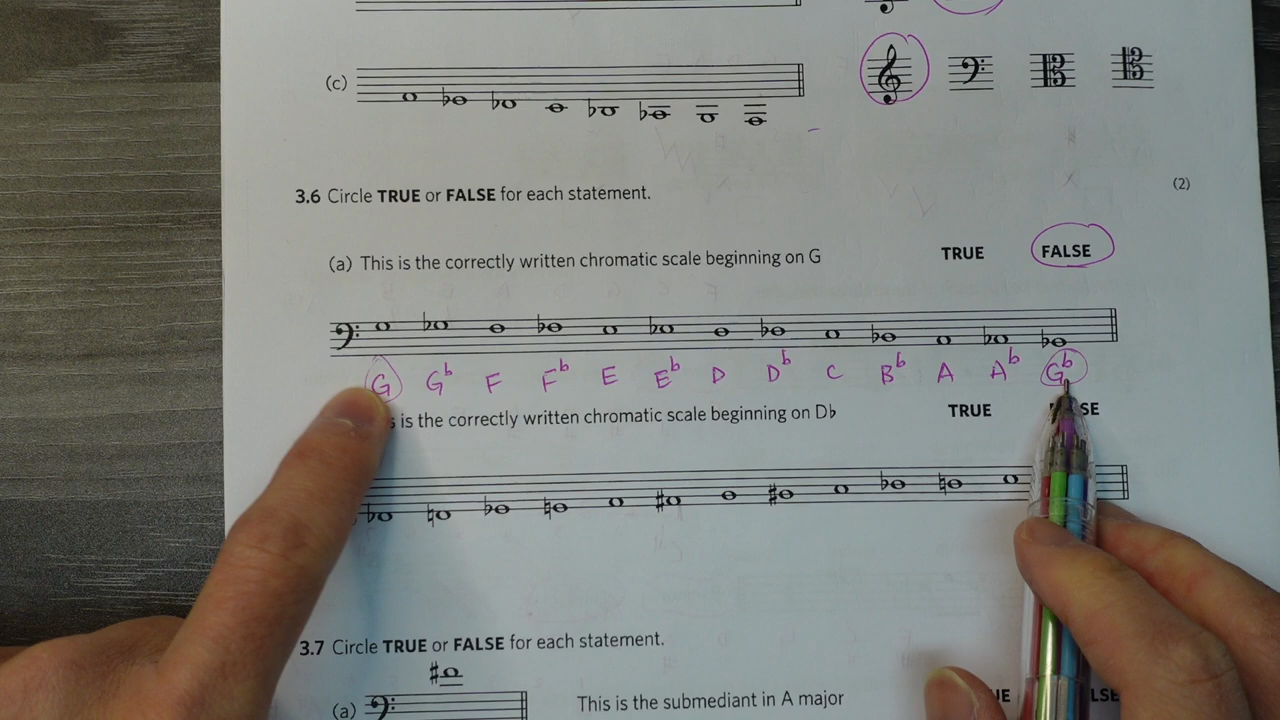 (c)
3.6 Circle TRUE or FALSE for each statement.
(2)
(a) This is the correctly written chromatic scale beginning on G TRUE FALSE
G G♭ F F♭ E E♭ D D♭ C B♭ A A♭ G♭
is the correctly written chromatic scale beginning on D♭ TRUE
3.7 Circle TRUE or FALSE for each statement.
(a) This is the submediant in A major